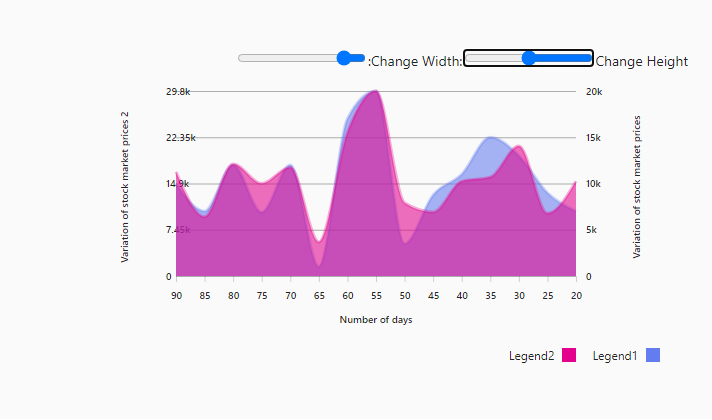 :Change Width:
Change Height
29.8k
22.35k
14.9k
7.45k
0
Variation of stock market prices 2
20k
15k
10k
5k
0
Variation of stock market prices
90 85 80 75 70 65 60 55 50 45 40 35 30 25 20
Number of days
Legend2 Legend1